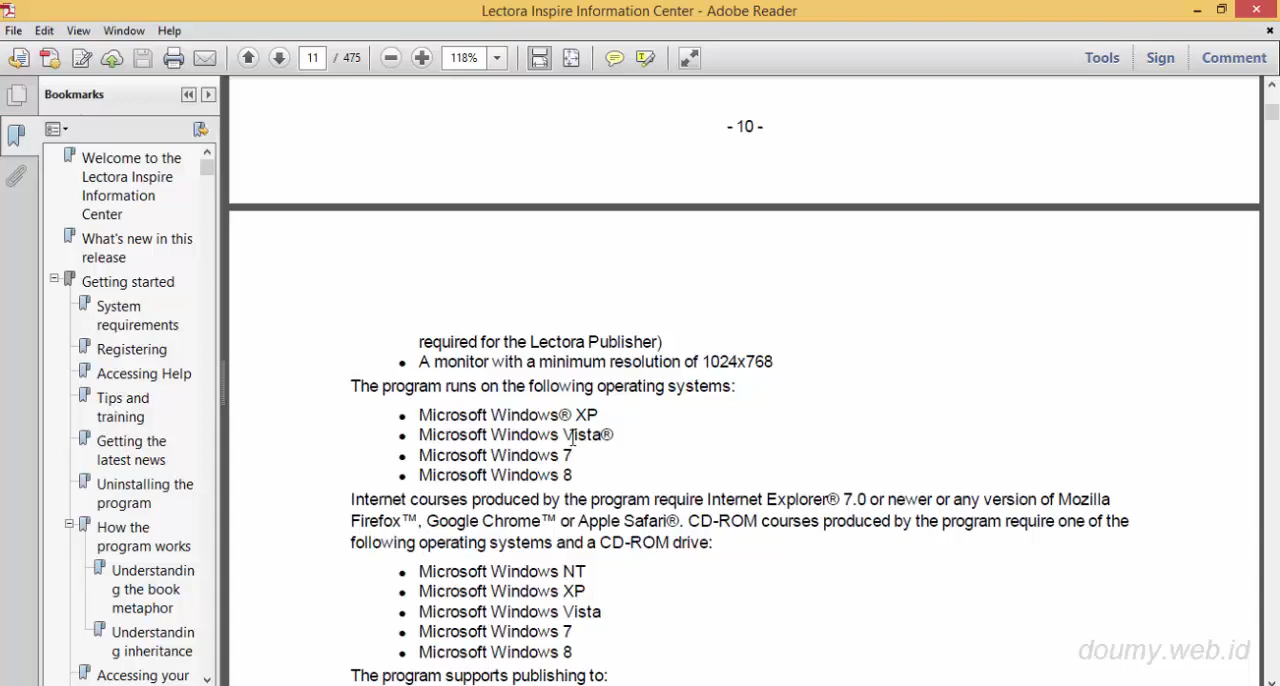 Lectora Inspire Information Center - Adobe Reader
File Edit View Window Help
11 / 475
118%
Tools Sign Comment
Bookmarks
Welcome to the
Lectora Inspire
Information
Center
What's new in this
release
Getting started
System
requirements
Registering
Accessing Help
Tips and
training
Getting the
latest news
Uninstalling the
program
How the
program works
Understandin
g the book
metaphor
Understandin
g inheritance
Accessing your
- 10 -
required for the Lectora Publisher)
• A monitor with a minimum resolution of 1024x768
The program runs on the following operating systems:
• Microsoft Windows® XP
• Microsoft Windows Vista®
• Microsoft Windows 7
• Microsoft Windows 8
Internet courses produced by the program require Internet Explorer® 7.0 or newer or any version of Mozilla
Firefox™, Google Chrome™ or Apple Safari®. CD-ROM courses produced by the program require one of the
following operating systems and a CD-ROM drive:
• Microsoft Windows NT
• Microsoft Windows XP
• Microsoft Windows Vista
• Microsoft Windows 7
• Microsoft Windows 8
The program supports publishing to:
doumy.web.id